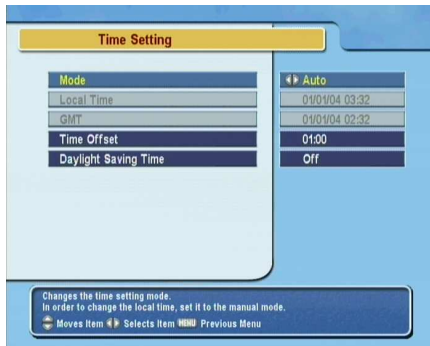 Time Setting
Mode Auto
Local Time 01/01/04 03:32
GMT 01/01/04 02:32
Time Offset 01:00
Daylight Saving Time Off
Changes the time setting mode.
In order to change the local time, set it to the manual mode.
Moves Item Selects Item MENU Previous Menu